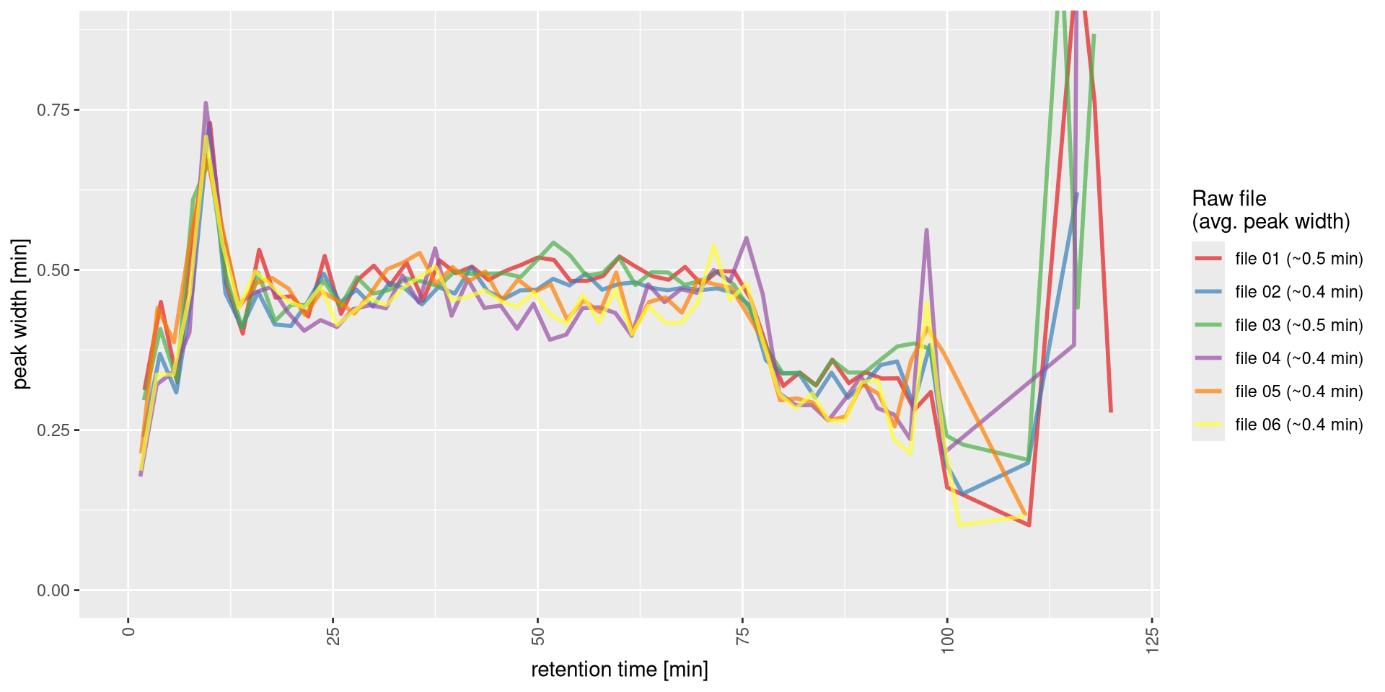 0.75
0.50
0.25
0.00
peak width [min]
0
25
50
75
100
125
retention time [min]
Raw file
(avg. peak width)
file 01 (~0.5 min)
file 02 (~0.4 min)
file 03 (~0.5 min)
file 04 (~0.4 min)
file 05 (~0.4 min)
file 06 (~0.4 min)